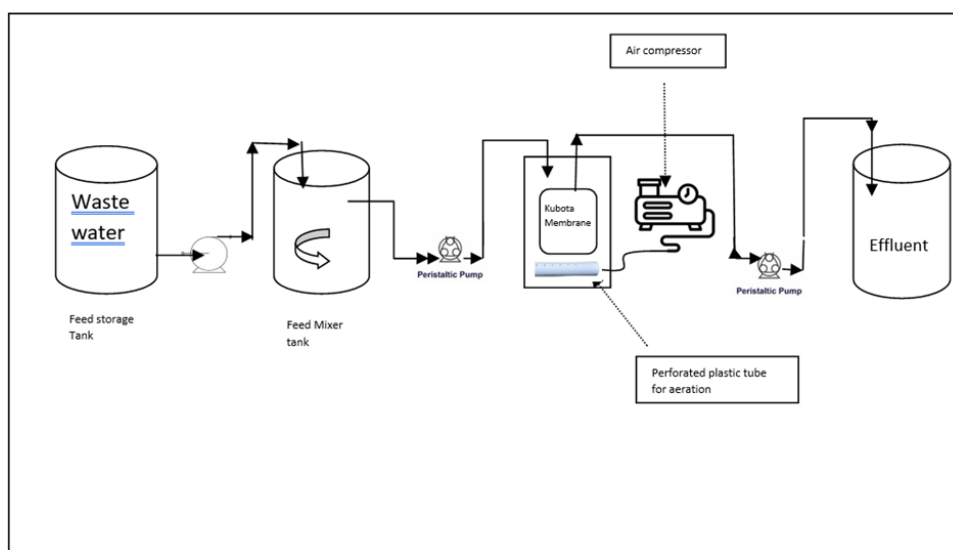 Air compressor
Waste
water
Kubota
Membrane
Effluent
Peristaltic Pump
Peristaltic Pump
Feed storage
Tank
Feed Mixer
tank
Perforated plastic tube
for aeration